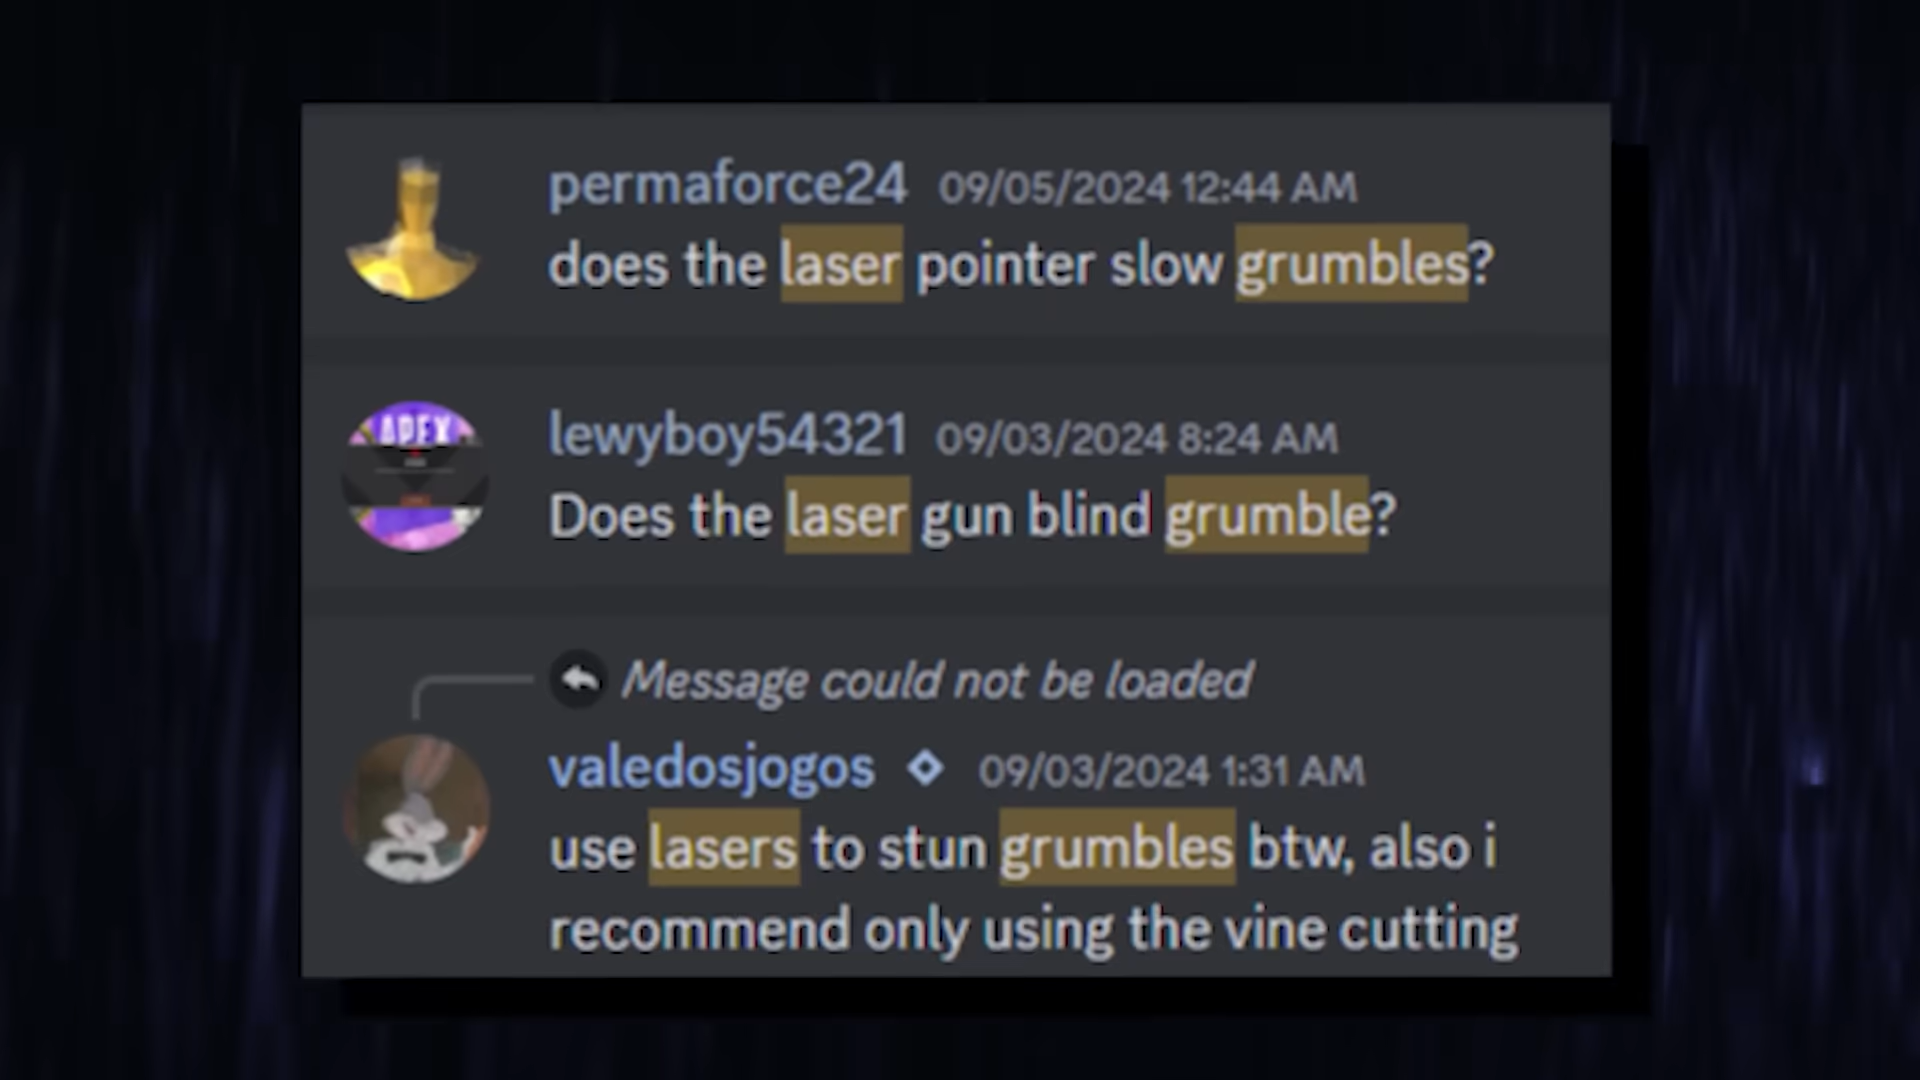 permaforce24 09/05/2024 12:44 AM
does the laser pointer slow grumbles?
APEX
lewyboy54321 09/03/2024 8:24 AM
Does the laser gun blind grumble?
Message could not be loaded
valedosjogos 09/03/2024 1:31 AM
use lasers to stun grumbles btw, also i
recommend only using the vine cutting